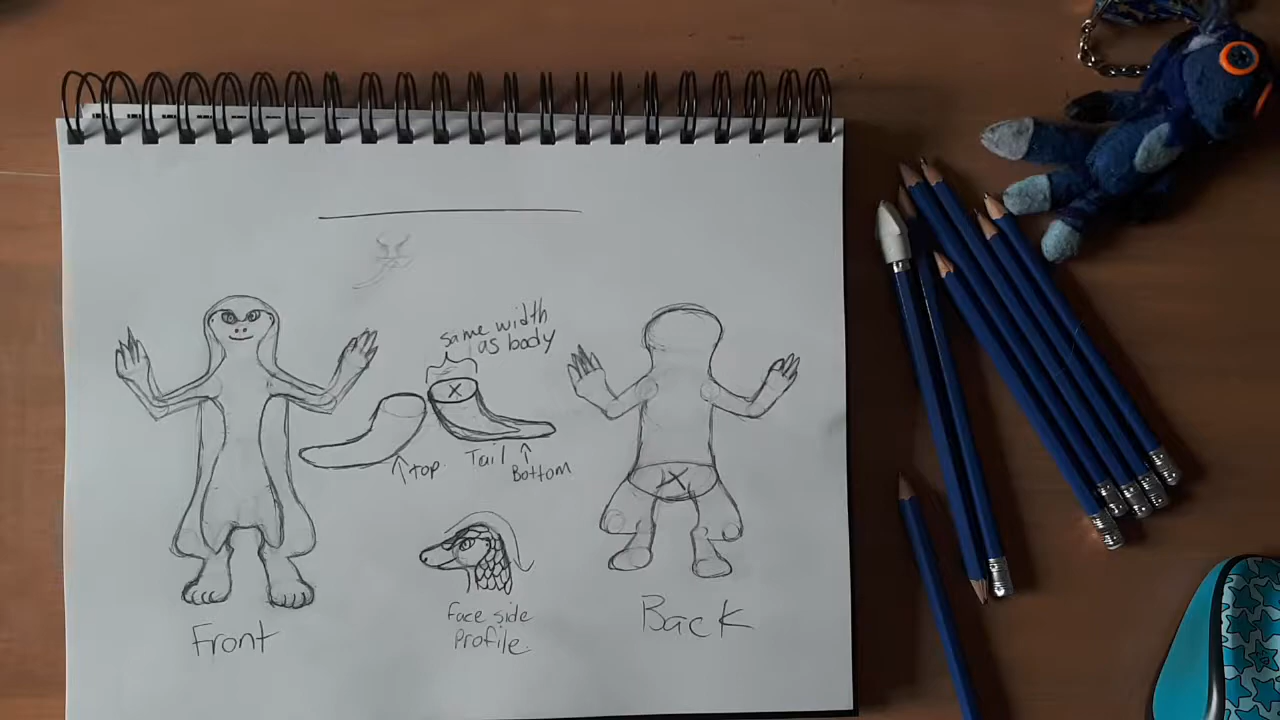 same width
as body
X
top
Tail
Bottom
X
Face side
Profile.
Front
Back